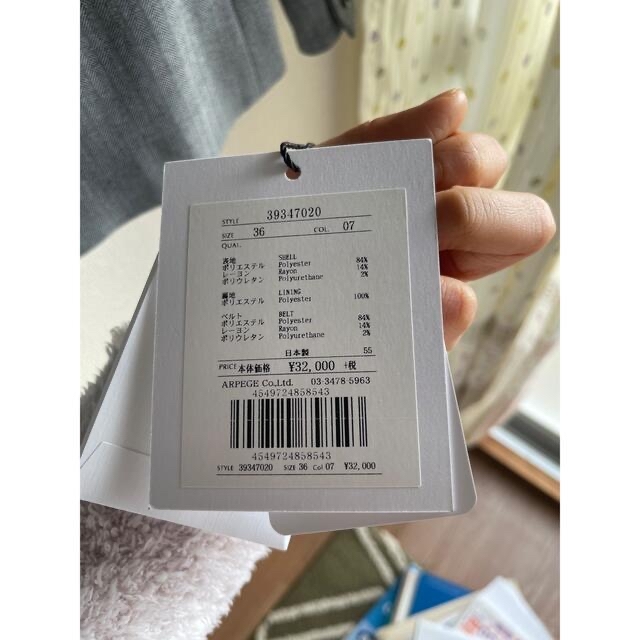 STYLE 39347020
SIZE 36 COL. 07
QUAL.
表地 SHELL
ポリエステル Polyester 84%
レーヨン Rayon 14%
ポリウレタン Polyurethane 2%
裏地 LINING
ポリエステル Polyester 100%
ベルト BELT
ポリエステル Polyester 84%
レーヨン Rayon 14%
ポリウレタン Polyurethane 2%
日本製 55
PRICE 本体価格 ¥32,000 +税
ARPEGE Co.,Ltd. 03-3478-5963
4549724858543
4549724858543
STYLE 39347020 SIZE 36 Col 07 ¥32,000